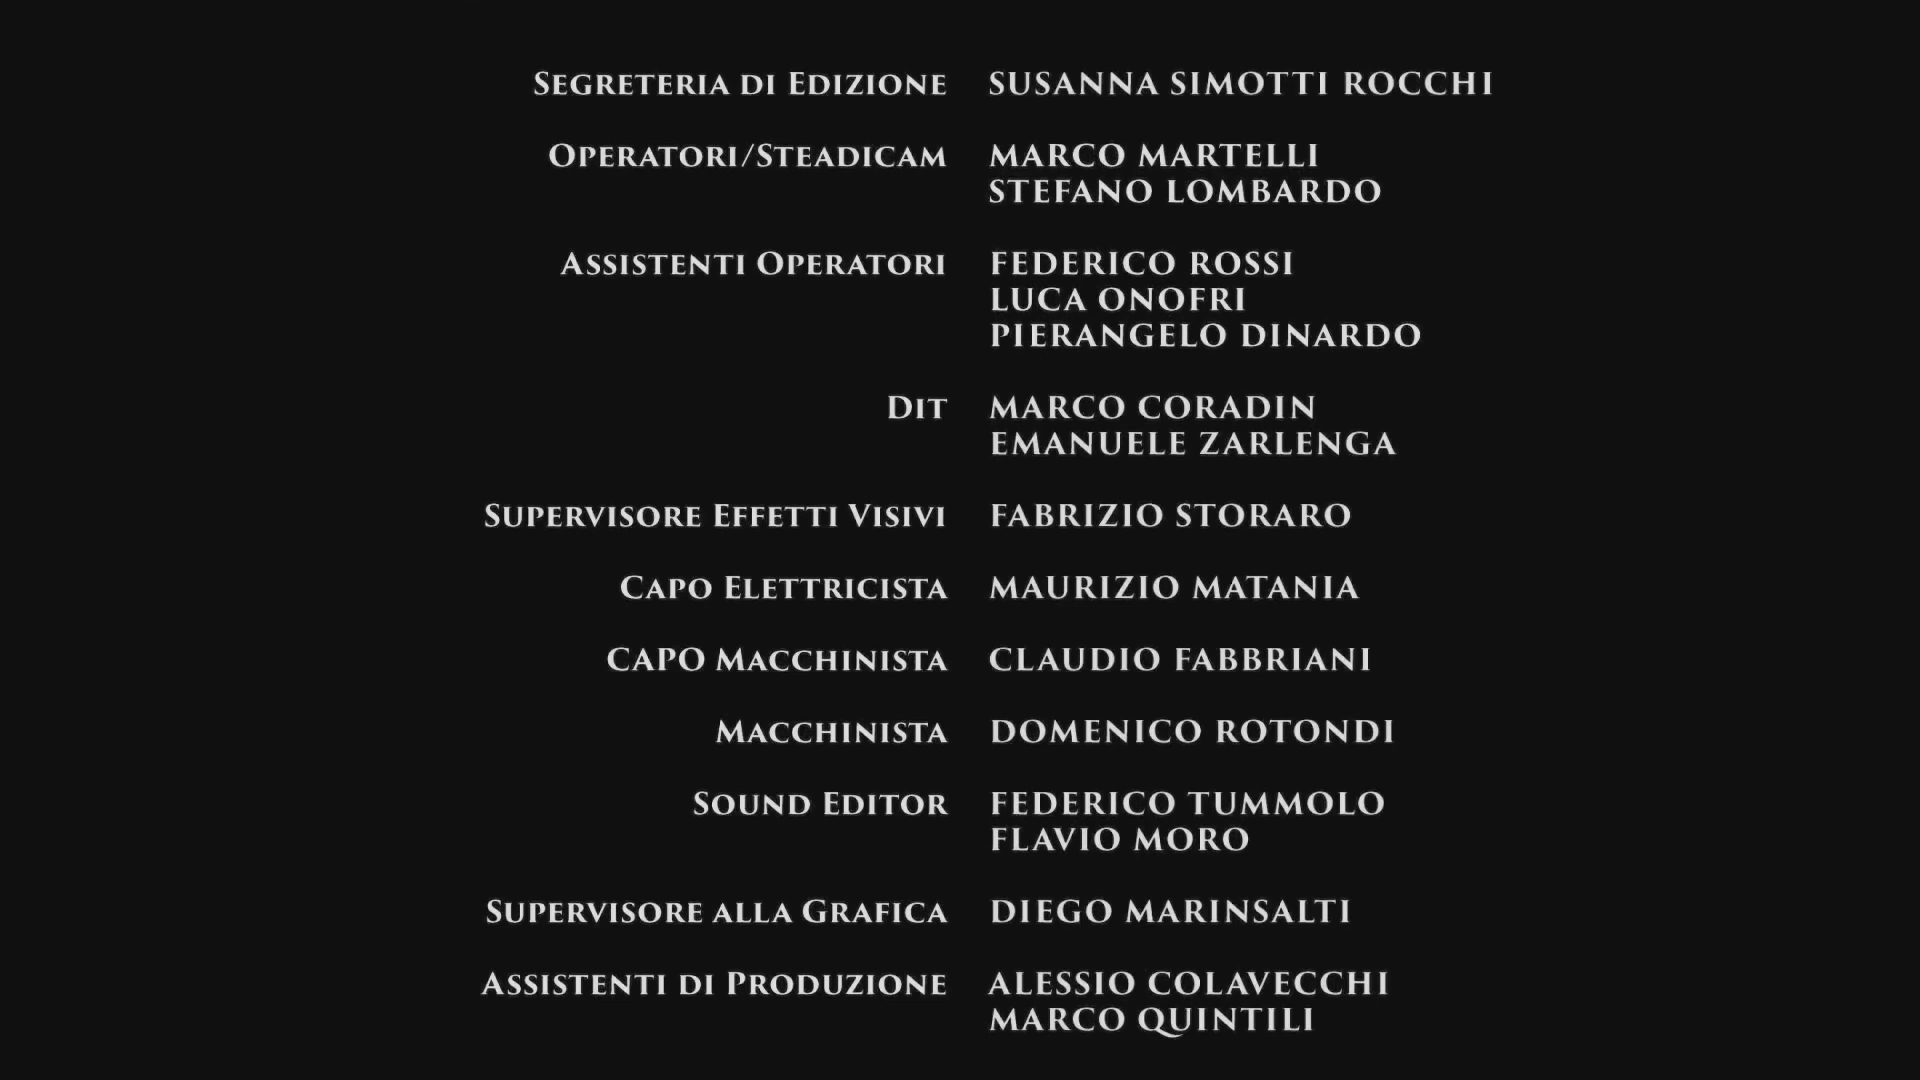 Segreteria di Edizione SUSANNA SIMOTTI ROCCHI
Operatori/Steadicam MARCO MARTELLI
STEFANO LOMBARDO
Assistenti Operatori FEDERICO ROSSI
LUCA ONOFRI
PIERANGELO DINARDO
Dit MARCO CORADIN
EMANUELE ZARLENGA
Supervisore Effetti Visivi FABRIZIO STORARO
Capo Elettricista MAURIZIO MATANIA
CAPO Macchinista CLAUDIO FABBRIANI
Macchinista DOMENICO ROTONDI
Sound Editor FEDERICO TUMMOLO
FLAVIO MORO
Supervisore alla Grafica DIEGO MARINSALTI
Assistenti di Produzione ALESSIO COLAVECCHI
MARCO QUINTILI